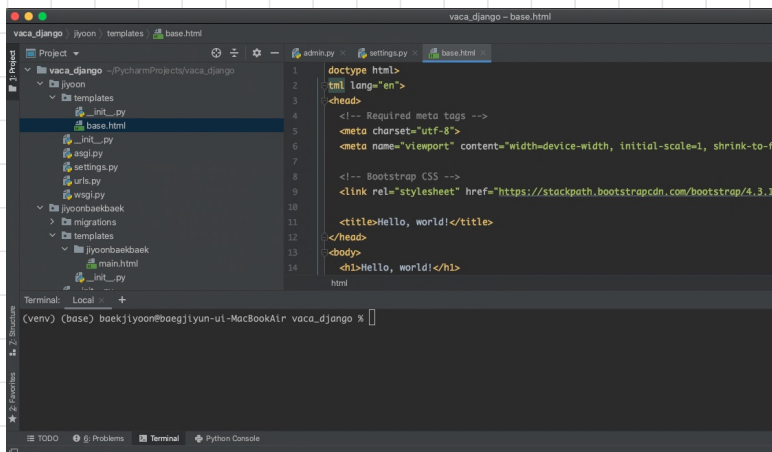 vaca_django – base.html
vaca_django jiyoon templates base.html
1: Project
Project
admin.py settings.py base.html
vaca_django ~/PycharmProjects/vaca_django
jiyoon
templates
__init__.py
base.html
__init__.py
asgi.py
settings.py
urls.py
wsgi.py
jiyoonbaekbaek
migrations
templates
jiyoonbaekbaek
main.html
__init__.py
1 doctype html>
2 tml lang="en">
3 <head>
4 <!-- Required meta tags -->
5 <meta charset="utf-8">
6 <meta name="viewport" content="width=device-width, initial-scale=1, shrink-to-f
7
8 <!-- Bootstrap CSS -->
9 <link rel="stylesheet" href="https://stackpath.bootstrapcdn.com/bootstrap/4.3.1
10
11 <title>Hello, world!</title>
12 </head>
13 <body>
14 <h1>Hello, world!</h1>
html
Terminal: Local +
(venv) (base) baekjiyoon@baegjiyun-ui-MacBookAir vaca_django %
7: Structure
2: Favorites
TODO 6: Problems Terminal Python Console